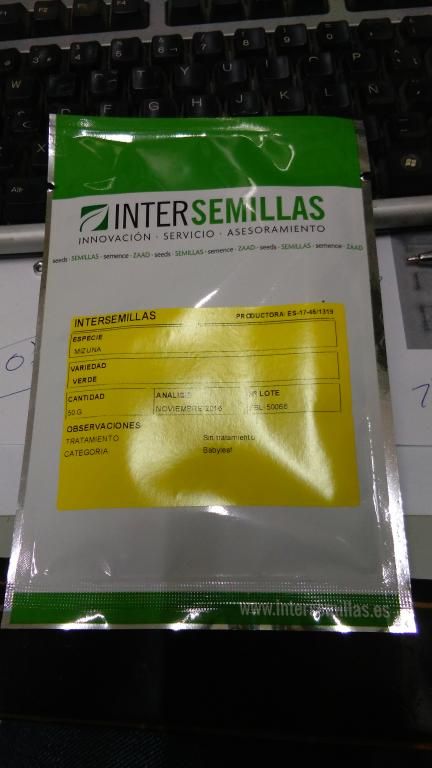 INTERSEMILLAS
INNOVACIÓN · SERVICIO · ASESORAMIENTO
seeds - SEMILLAS - semence - ZAAD - seeds - SEMILLAS - semence - ZAAD - seeds - SEMILLAS - semence - ZAAD
INTERSEMILLAS PRODUCTORA: ES-17-46/1319
ESPECIE
MIZUNA
VARIEDAD
VERDE
CANTIDAD ANALISIS Nº LOTE
50 G NOVIEMBRE 2016
OBSERVACIONES
TRATAMIENTO Sin tratamiento
CATEGORIA Babyleaf
www.intersemillas.es